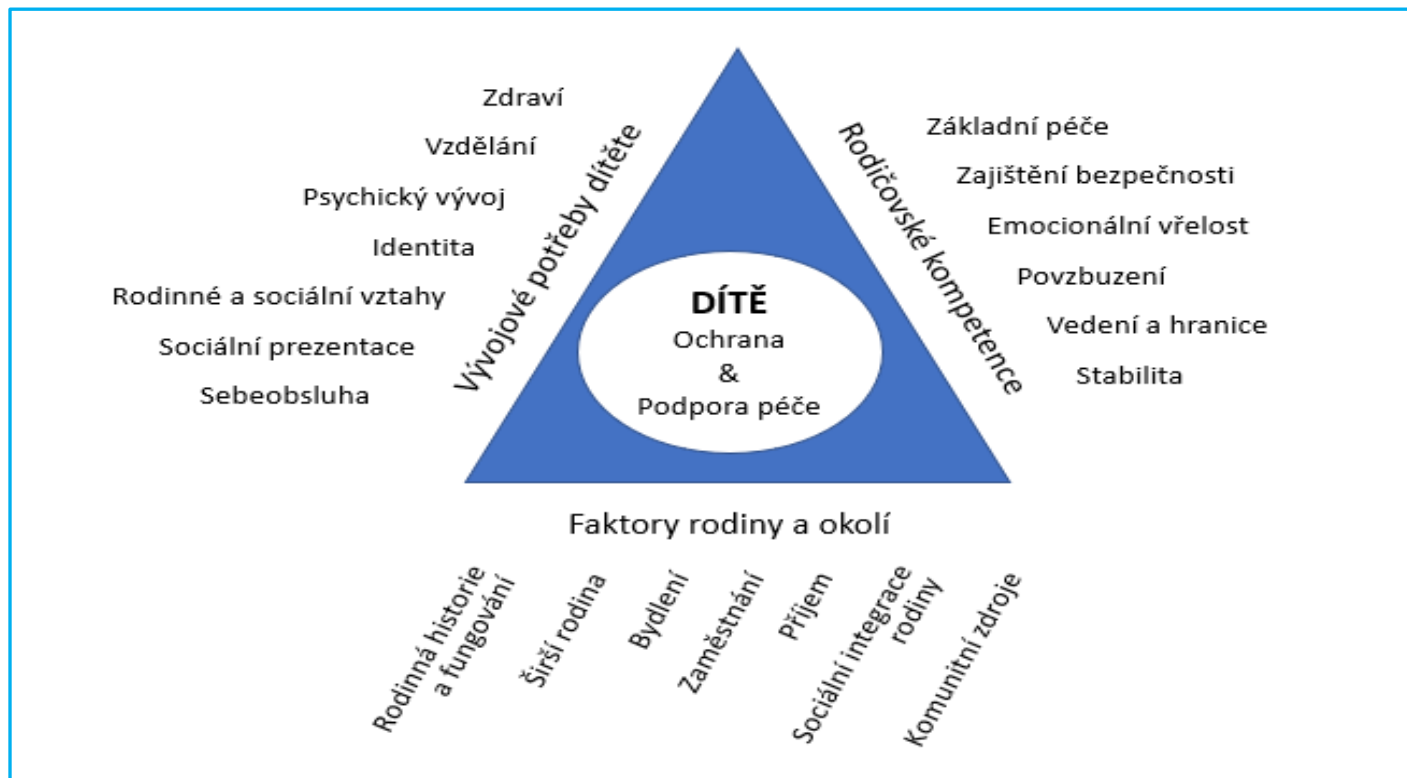 Zdraví
Vzdělání
Psychický vývoj
Identita
Rodinné a sociální vztahy
Sociální prezentace
Sebeobsluha
Vývojové potřeby dítěte
Rodičovské kompetence
Základní péče
Zajištění bezpečnosti
Emocionální vřelost
Povzbuzení
Vedení a hranice
Stabilita
DÍTĚ
Ochrana
&
Podpora péče
Faktory rodiny a okolí
Rodinná historie
a fungování
Širší rodina
Bydlení
Zaměstnání
Příjem
Sociální integrace
rodiny
Komunitní zdroje